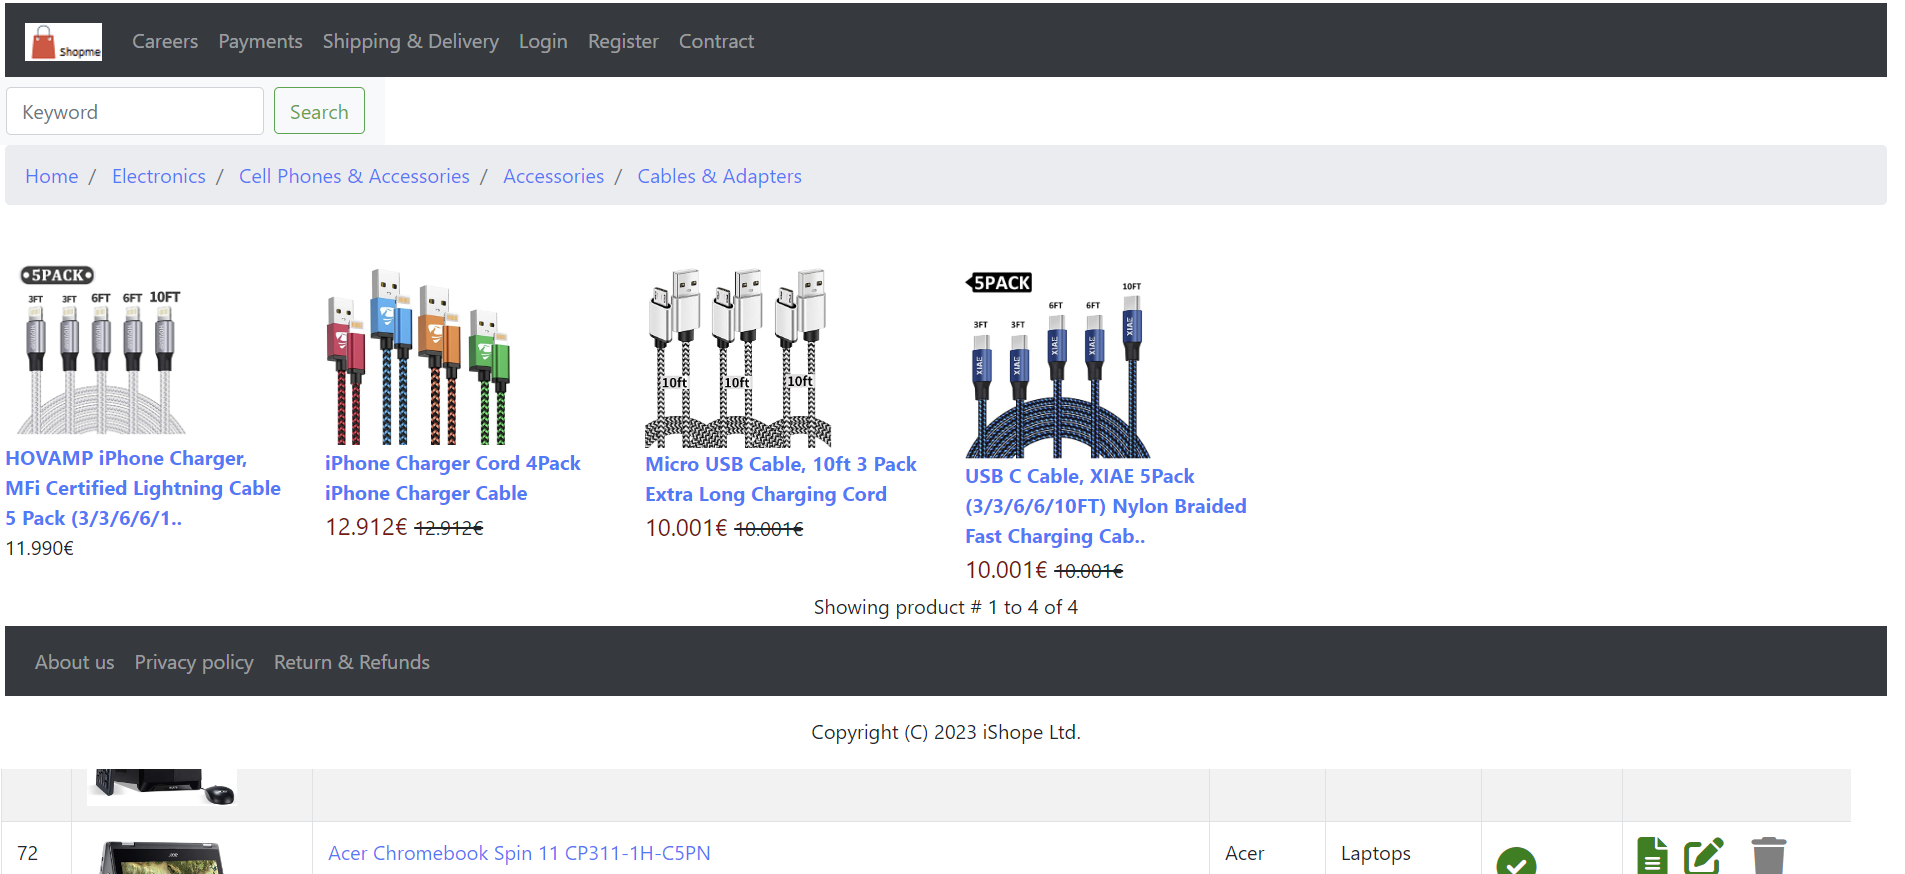 Shopme
Careers Payments Shipping & Delivery Login Register Contract
Keyword Search
Home / Electronics / Cell Phones & Accessories / Accessories / Cables & Adapters
5PACK
3FT 3FT 6FT 6FT 10FT
10ft 10ft 10ft
5PACK
3FT 3FT 6FT 6FT 10FT
XIAE XIAE XIAE XIAE XIAE
HOVAMP iPhone Charger,
MFi Certified Lightning Cable
5 Pack (3/3/6/6/1..
11.990€
iPhone Charger Cord 4Pack
iPhone Charger Cable
12.912€ 12.912€
Micro USB Cable, 10ft 3 Pack
Extra Long Charging Cord
10.001€ 10.001€
USB C Cable, XIAE 5Pack
(3/3/6/6/10FT) Nylon Braided
Fast Charging Cab..
10.001€ 10.001€
Showing product # 1 to 4 of 4
About us Privacy policy Return & Refunds
Copyright (C) 2023 iShope Ltd.
72 Acer Chromebook Spin 11 CP311-1H-C5PN Acer Laptops